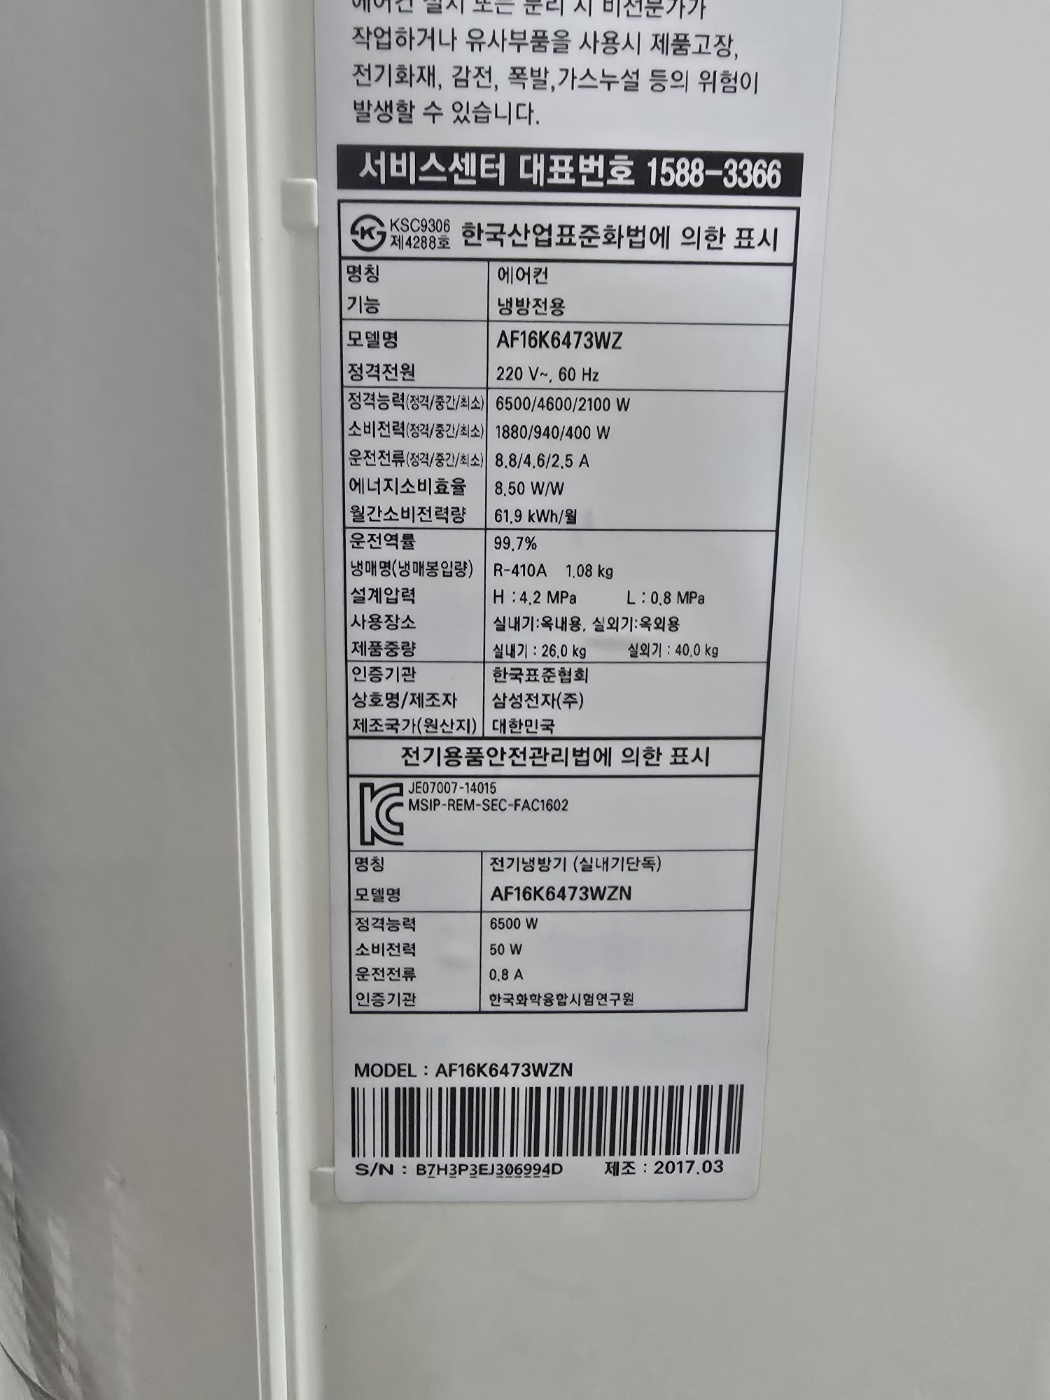 에어컨 설치 또는 분리 시 비전문가가
작업하거나 유사부품을 사용시 제품고장,
전기화재, 감전, 폭발,가스누설 등의 위험이
발생할 수 있습니다.
서비스센터 대표번호 1588-3366
KSC9306
제4288호
한국산업표준화법에 의한 표시
명칭 에어컨
기능 냉방전용
모델명 AF16K6473WZ
정격전원 220 V~, 60 Hz
정격능력(정격/중간/최소) 6500/4600/2100 W
소비전력(정격/중간/최소) 1880/940/400 W
운전전류(정격/중간/최소) 8.8/4.6/2.5 A
에너지소비효율 8.50 W/W
월간소비전력량 61.9 kWh/월
운전역률 99.7%
냉매명(냉매봉입량) R-410A 1.08 kg
설계압력 H : 4.2 MPa L : 0.8 MPa
사용장소 실내기:옥내용, 실외기:옥외용
제품중량 실내기 : 26.0 kg 실외기 : 40.0 kg
인증기관 한국표준협회
상호명/제조자 삼성전자(주)
제조국가(원산지) 대한민국
전기용품안전관리법에 의한 표시
JE07007-14015
MSIP-REM-SEC-FAC1602
명칭 전기냉방기 (실내기단독)
모델명 AF16K6473WZN
정격능력 6500 W
소비전력 50 W
운전전류 0.8 A
인증기관 한국화학융합시험연구원
MODEL : AF16K6473WZN
S/N : B7H3P3EJ306994D 제조 : 2017.03